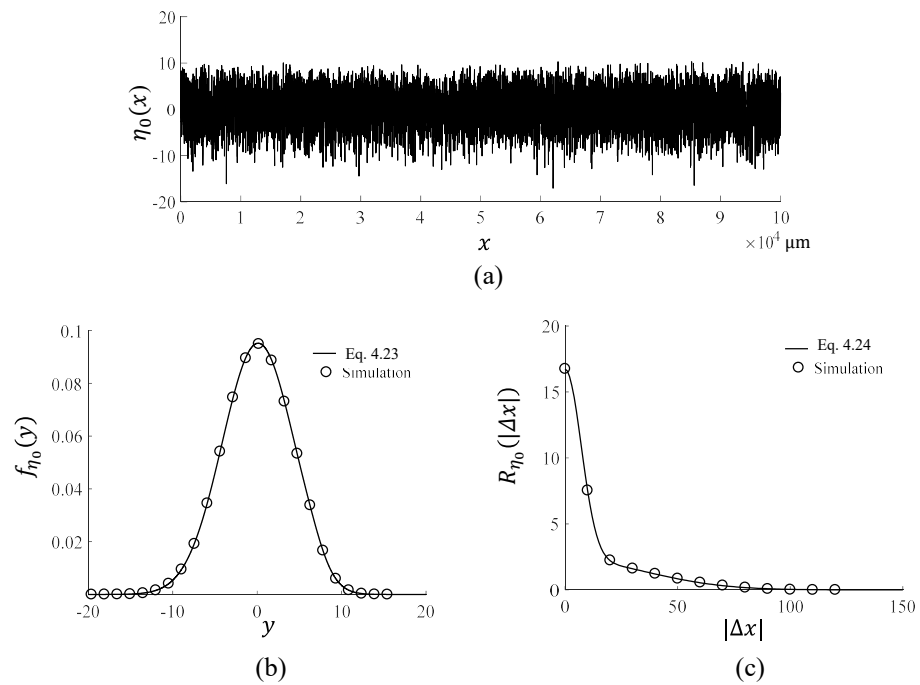 20
10
0
-10
-20
η₀(x)
0 1 2 3 4 5 6 7 8 9 10
x
×10⁴ μm
(a)
0.1
0.08
0.06
0.04
0.02
f_η₀(y)
Eq. 4.23
Simulation
-20 -10 0 10 20
y
(b)
20
15
10
5
0
R_η₀(|Δx|)
Eq. 4.24
Simulation
0 50 100 150
|Δx|
(c)